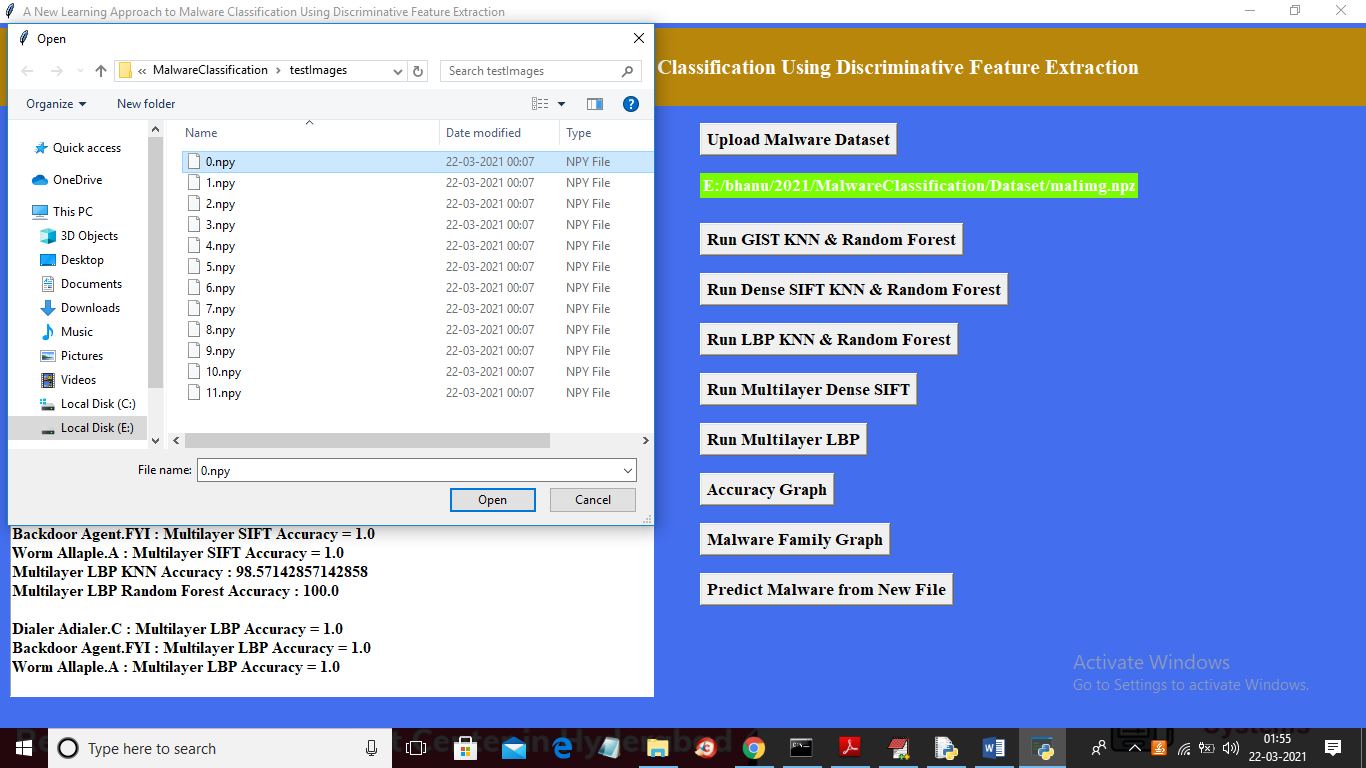 A New Learning Approach to Malware Classification Using Discriminative Feature Extraction
Classification Using Discriminative Feature Extraction
Open
« MalwareClassification › testImages
Search testImages
Organize
New folder
Name
Date modified
Type
Quick access
OneDrive
This PC
3D Objects
Desktop
Documents
Downloads
Music
Pictures
Videos
Local Disk (C:)
Local Disk (E:)
0.npy 22-03-2021 00:07 NPY File
1.npy 22-03-2021 00:07 NPY File
2.npy 22-03-2021 00:07 NPY File
3.npy 22-03-2021 00:07 NPY File
4.npy 22-03-2021 00:07 NPY File
5.npy 22-03-2021 00:07 NPY File
6.npy 22-03-2021 00:07 NPY File
7.npy 22-03-2021 00:07 NPY File
8.npy 22-03-2021 00:07 NPY File
9.npy 22-03-2021 00:07 NPY File
10.npy 22-03-2021 00:07 NPY File
11.npy 22-03-2021 00:07 NPY File
File name: 0.npy
Open
Cancel
Upload Malware Dataset
E:/bhanu/2021/MalwareClassification/Dataset/malimg.npz
Run GIST KNN & Random Forest
Run Dense SIFT KNN & Random Forest
Run LBP KNN & Random Forest
Run Multilayer Dense SIFT
Run Multilayer LBP
Accuracy Graph
Malware Family Graph
Predict Malware from New File
Backdoor Agent.FYI : Multilayer SIFT Accuracy = 1.0
Worm Allaple.A : Multilayer SIFT Accuracy = 1.0
Multilayer LBP KNN Accuracy : 98.57142857142858
Multilayer LBP Random Forest Accuracy : 100.0
Dialer Adialer.C : Multilayer LBP Accuracy = 1.0
Backdoor Agent.FYI : Multilayer LBP Accuracy = 1.0
Worm Allaple.A : Multilayer LBP Accuracy = 1.0
Activate Windows
Go to Settings to activate Windows.
Type here to search
01:55
22-03-2021